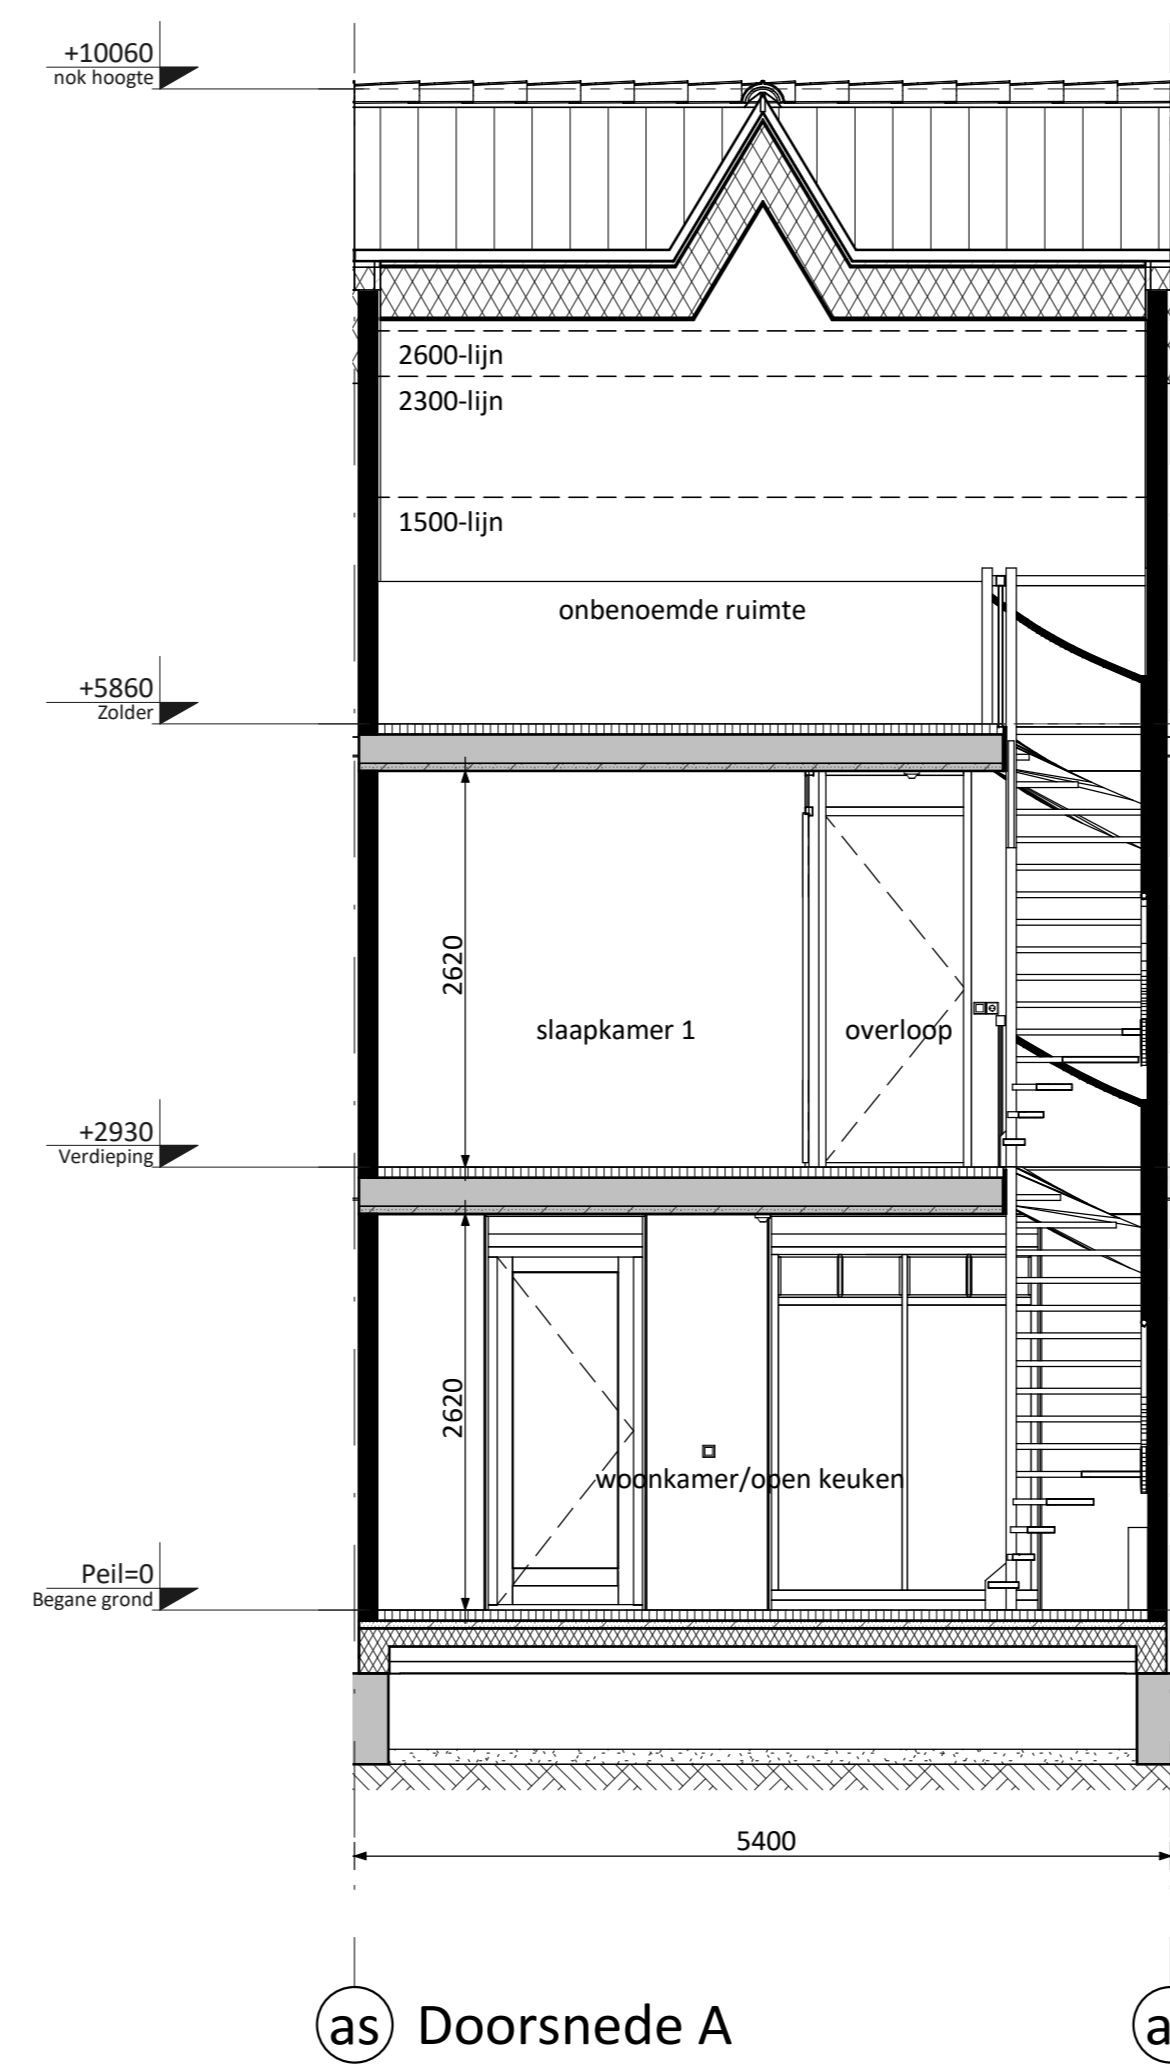 +10060
nok hoogte
2600-lijn
2300-lijn
1500-lijn
onbenoemde ruimte
+5860
Zolder
2620
slaapkamer 1
overloop
+2930
Verdieping
2620
woonkamer/open keuken
Peil=0
Begane grond
5400
as
Doorsnede A
a